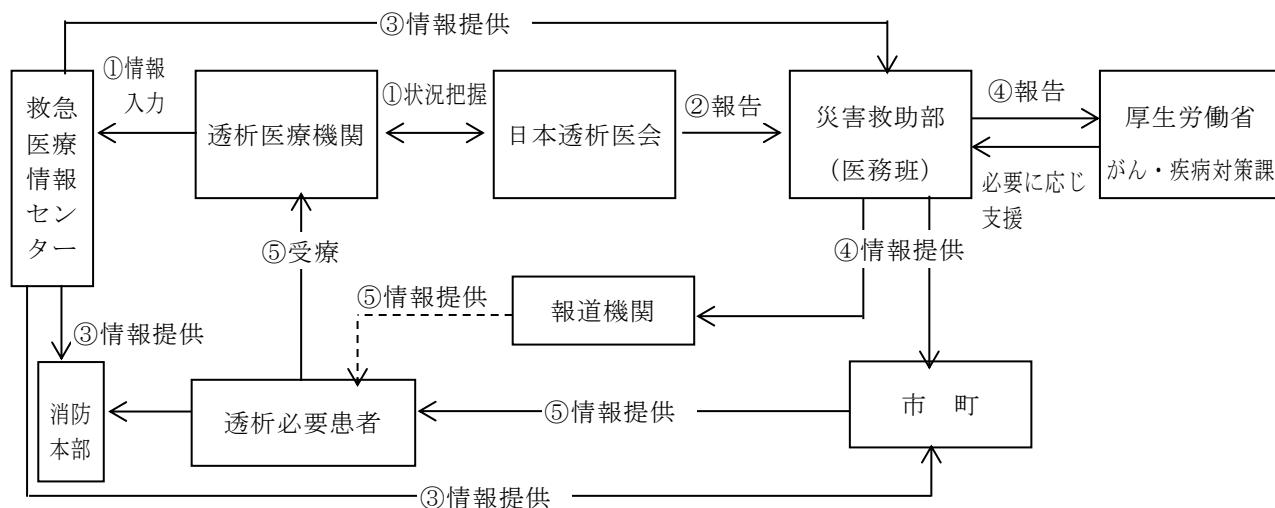 ③情報提供
救急
医療
情報
セン
ター
①情報
入力
透析医療機関
①状況把握
日本透析医会
②報告
災害救助部
（医務班）
④報告
必要に応じ
支援
厚生労働省
がん・疾病対策課
⑤受療
④情報提供
⑤情報提供
報道機関
③情報提供
消防
本部
透析必要患者
⑤情報提供
市　町
③情報提供